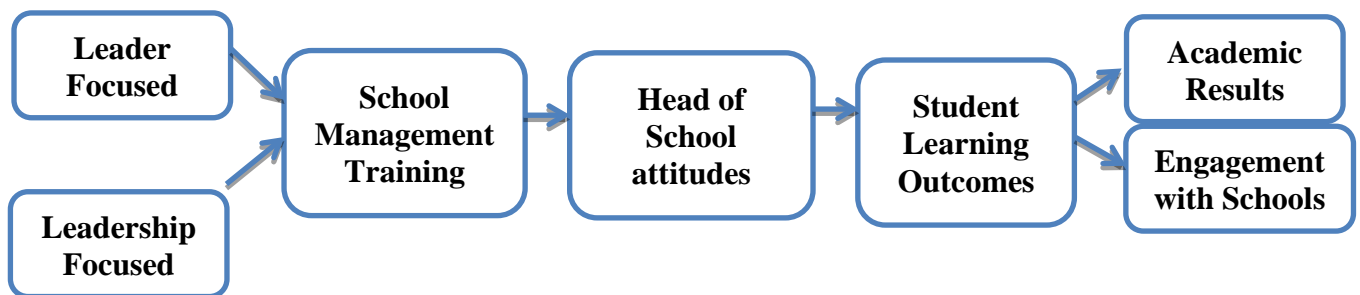 Leader
Focused
Leadership
Focused
School
Management
Training
Head of
School
attitudes
Student
Learning
Outcomes
Academic
Results
Engagement
with Schools